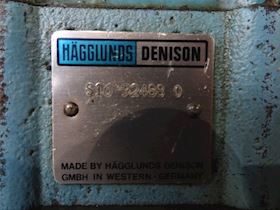 HÄGGLUNDS DENISON
MADE BY HÄGGLUNDS DENISON
GMBH IN WESTERN-GERMANY